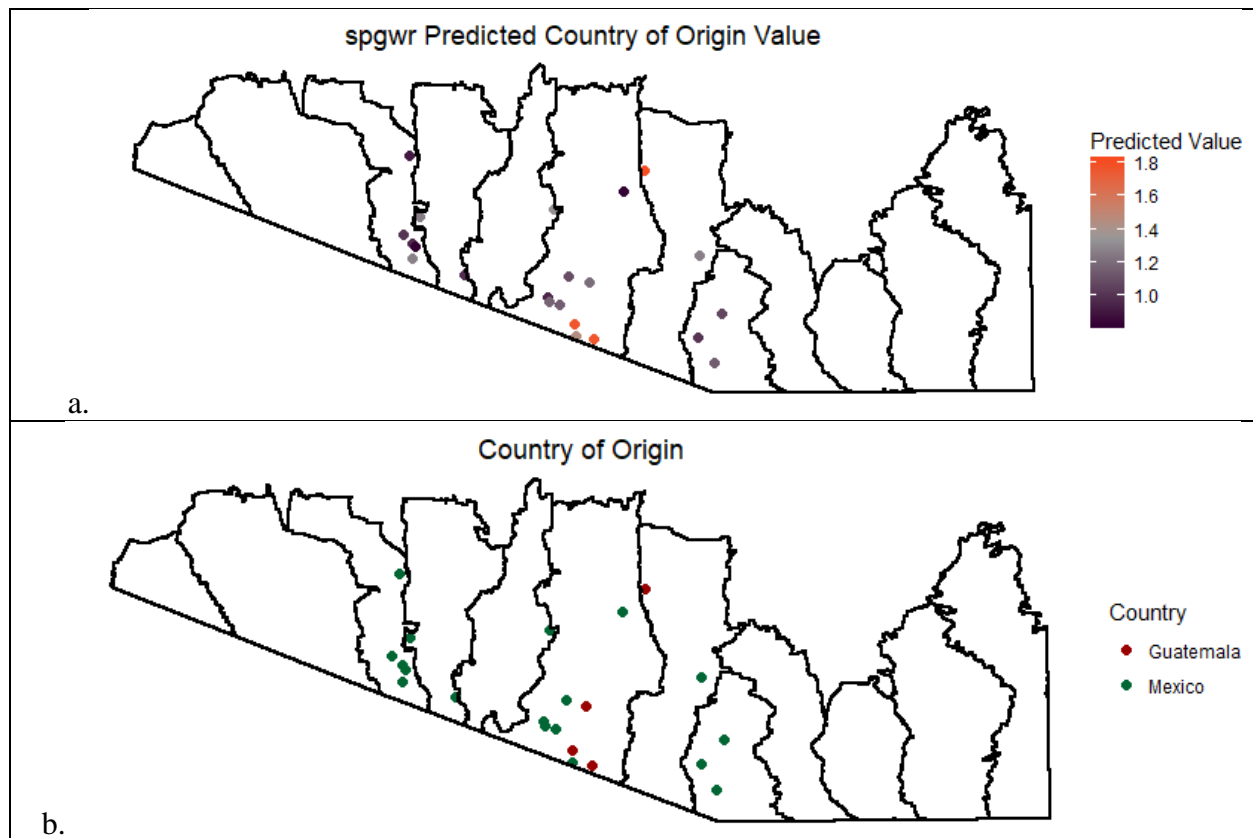 spgwr Predicted Country of Origin Value
Predicted Value
1.8
1.6
1.4
1.2
1.0
a.
Country of Origin
Country
Guatemala
Mexico
b.